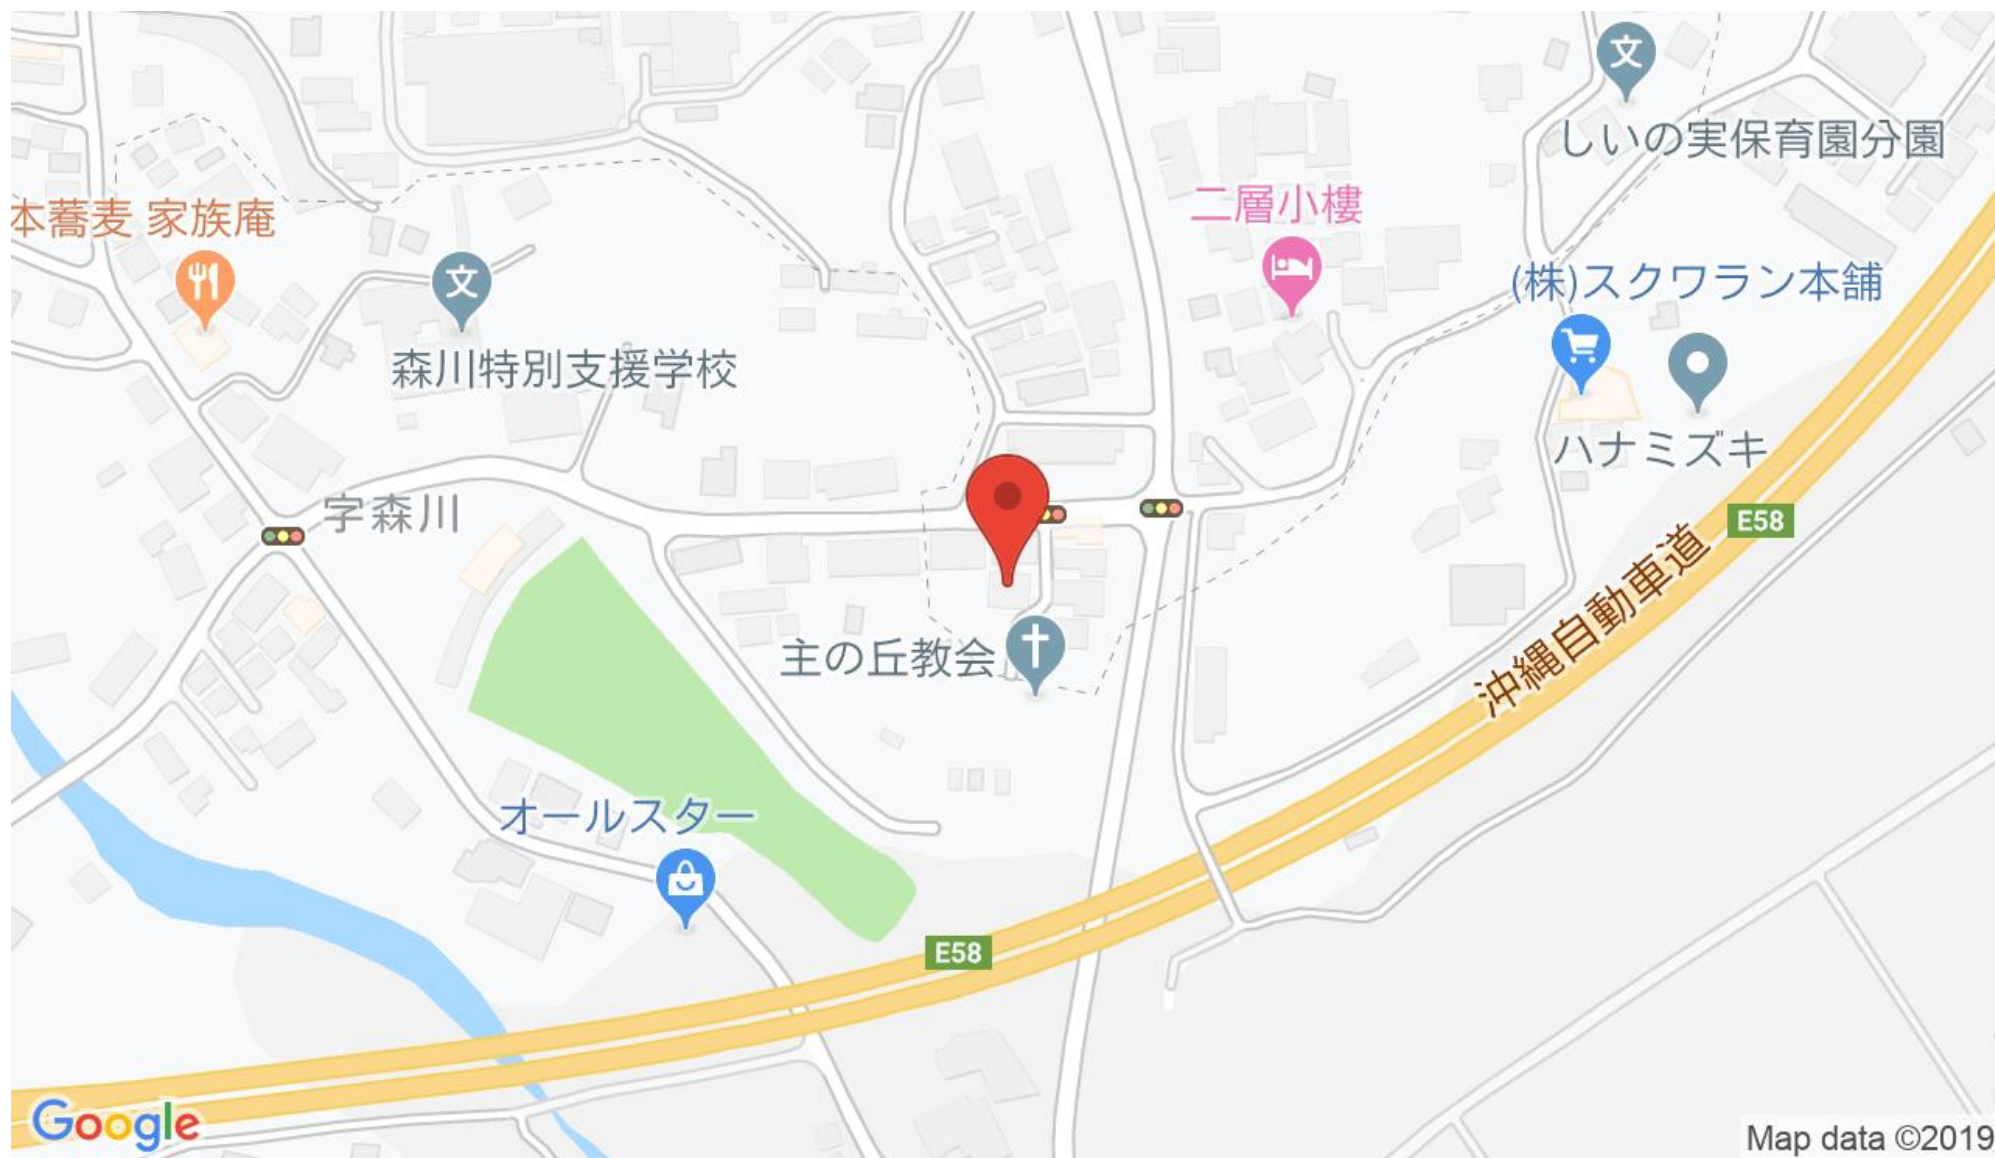 文
しいの実保育園分園
二層小樓
本蕎麦 家族庵
文
(株)スクワラン本舗
森川特別支援学校
ハナミズキ
字森川
E58
沖縄自動車道
主の丘教会
オールスター
E58
Google
Map data ©2019